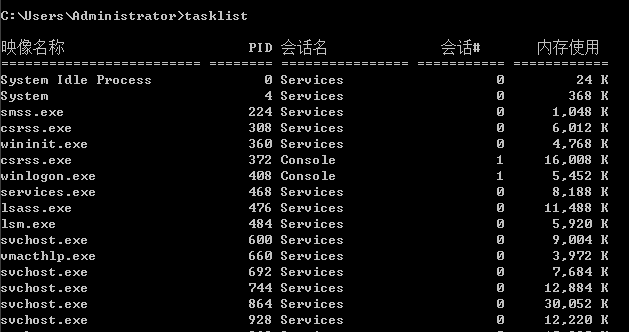 C:\Users\Administrator>tasklist
映像名称                       PID 会话名              会话#       内存使用
========================= ======== ================ =========== ============
System Idle Process              0 Services                   0         24 K
System                           4 Services                   0        368 K
smss.exe                       224 Services                   0      1,048 K
csrss.exe                      308 Services                   0      6,012 K
wininit.exe                    360 Services                   0      4,768 K
csrss.exe                      372 Console                    1     16,008 K
winlogon.exe                   408 Console                    1      5,452 K
services.exe                   468 Services                   0      8,188 K
lsass.exe                      476 Services                   0     11,488 K
lsm.exe                        484 Services                   0      5,920 K
svchost.exe                    600 Services                   0      9,004 K
vmacthlp.exe                   660 Services                   0      3,972 K
svchost.exe                    692 Services                   0      7,684 K
svchost.exe                    744 Services                   0     12,884 K
svchost.exe                    864 Services                   0     30,052 K
svchost.exe                    928 Services                   0     12,220 K